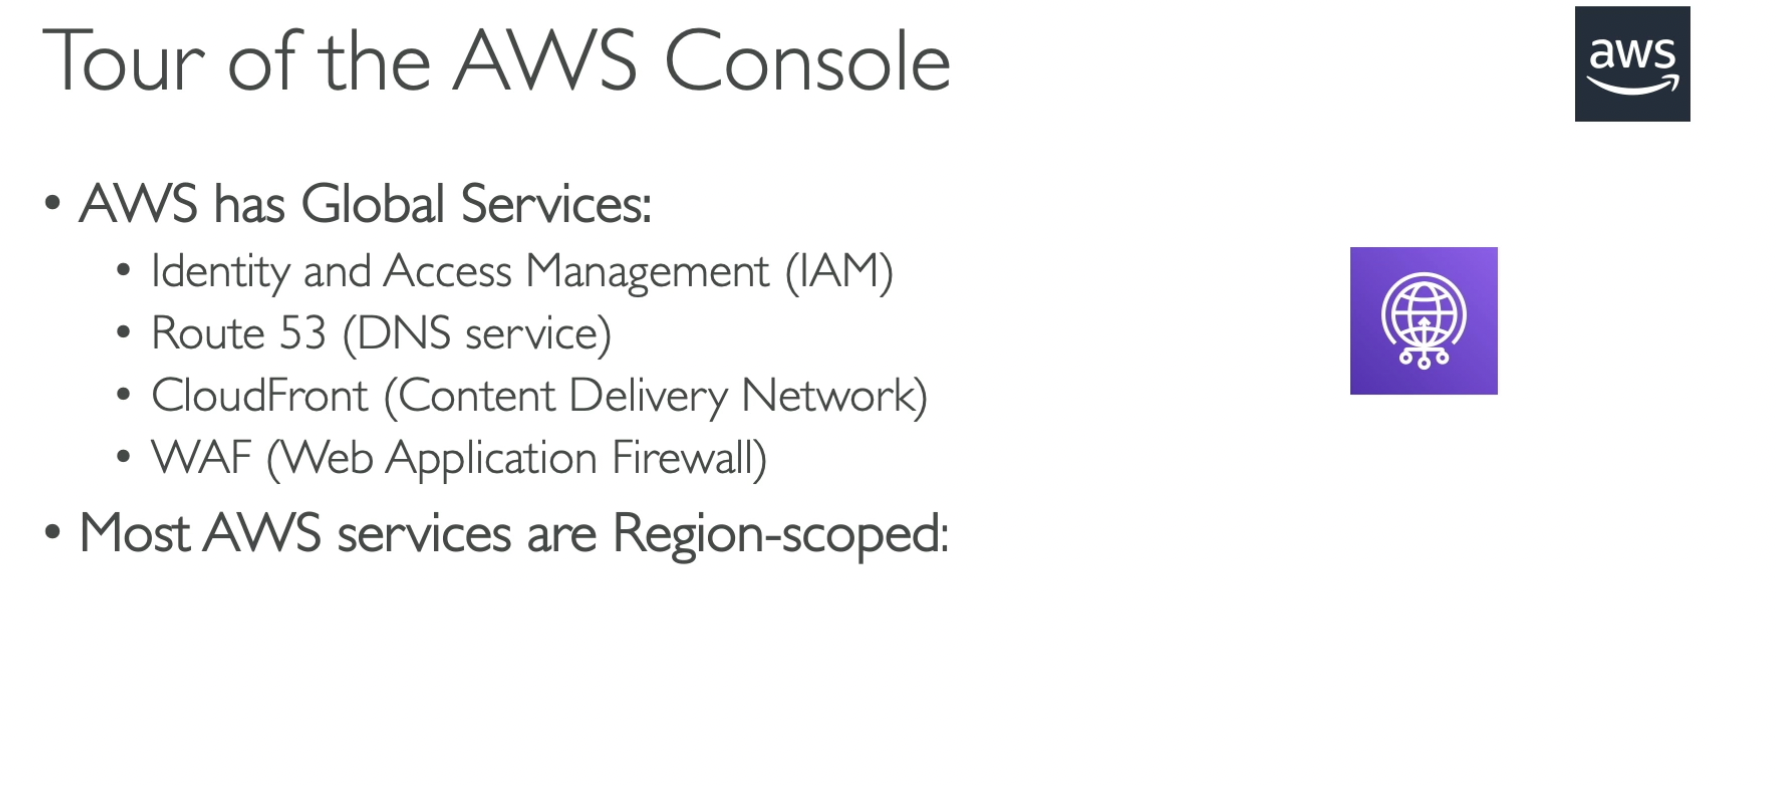 Tour of the AWS Console
aws
• AWS has Global Services:
• Identity and Access Management (IAM)
• Route 53 (DNS service)
• CloudFront (Content Delivery Network)
• WAF (Web Application Firewall)
• Most AWS services are Region-scoped: